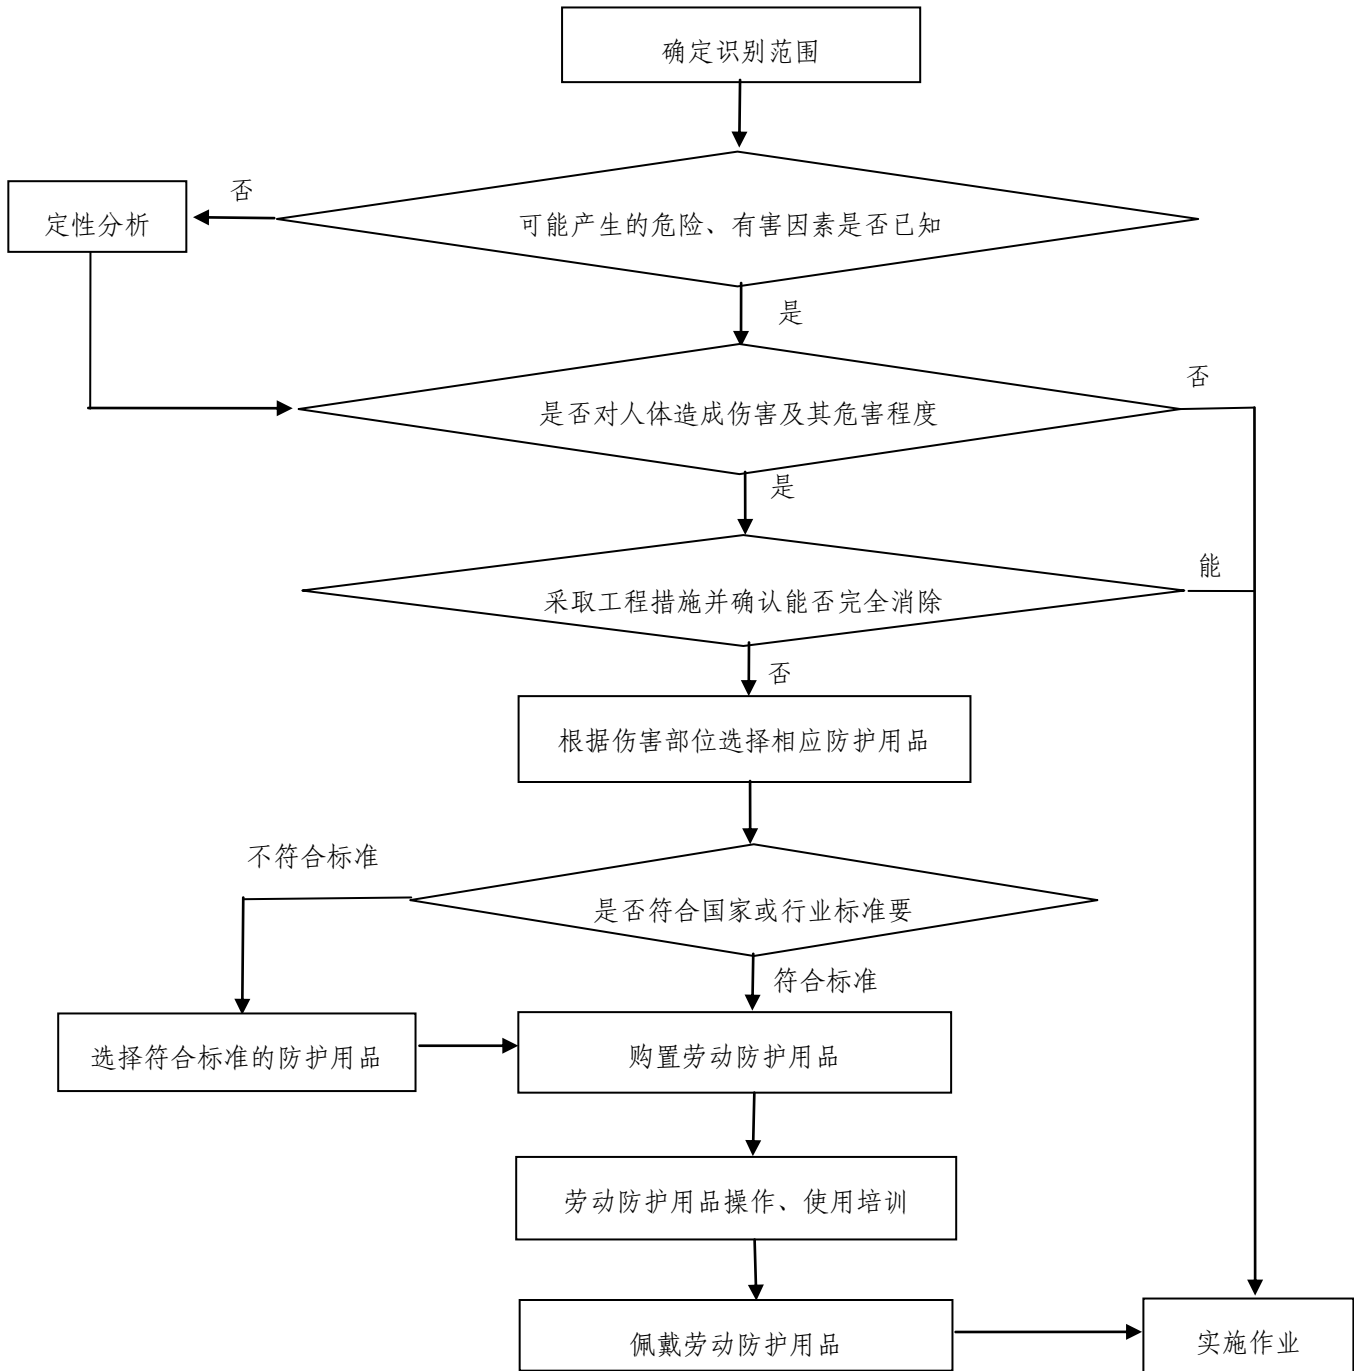 确定识别范围
否
定性分析
可能产生的危险、有害因素是否已知
是
否
是否对人体造成伤害及其危害程度
是
能
采取工程措施并确认能否完全消除
否
根据伤害部位选择相应防护用品
不符合标准
是否符合国家或行业标准要
符合标准
选择符合标准的防护用品
购置劳动防护用品
劳动防护用品操作、使用培训
佩戴劳动防护用品
实施作业